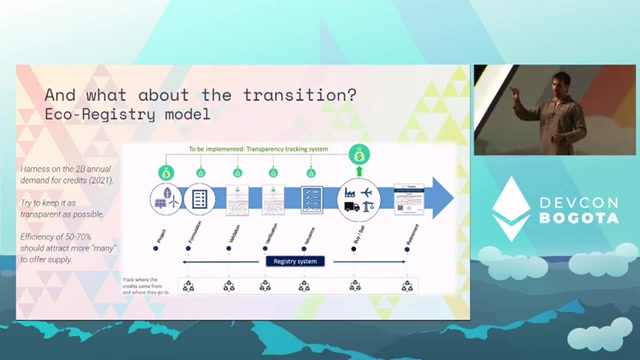 And what about the transition?
Eco-Registry model
Harness on the 2B annual
demand for credits (2021).
Try to keep it as
transparent as possible.
Efficiency of 50-70%
should attract more "many"
to offer supply.
To be implemented: Transparency tracking system
Project
Formulation
Validation
Verification
Issuance
Buy / Sell
Retirement
Registry system
Track where the
credits come from
and where they go to
DEVCON
BOGOTA